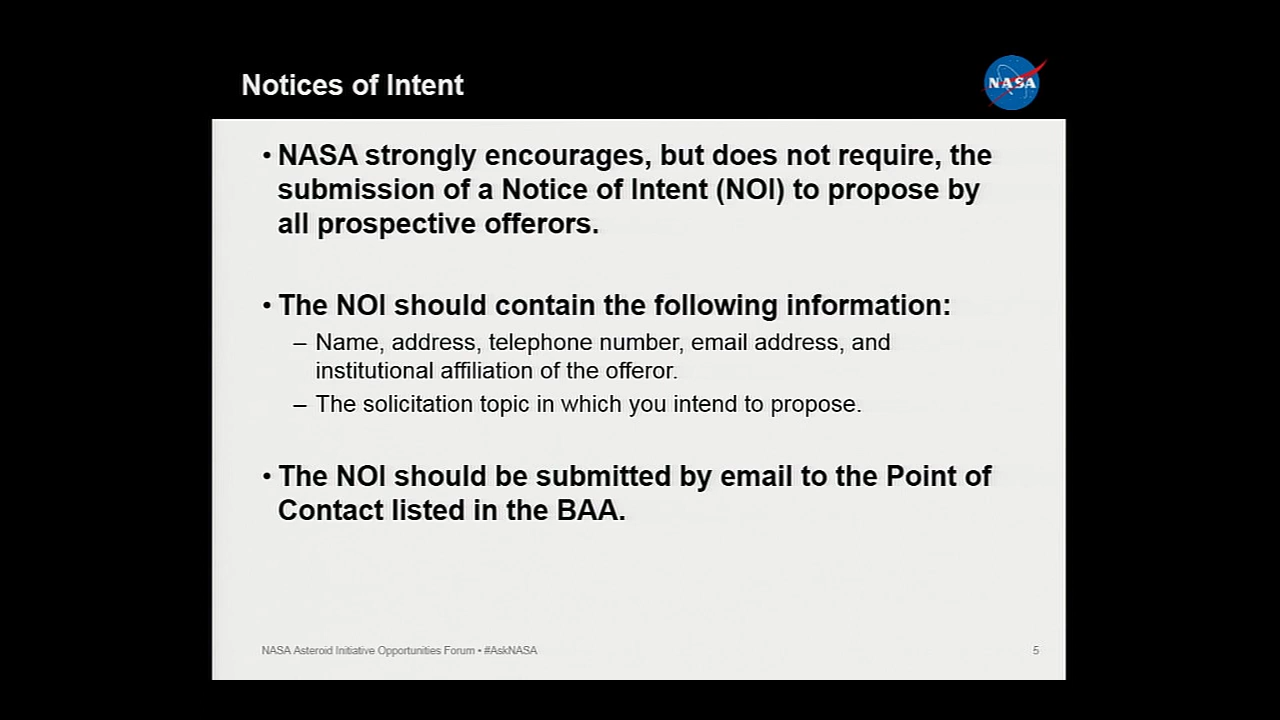 Notices of Intent
NASA
• NASA strongly encourages, but does not require, the
submission of a Notice of Intent (NOI) to propose by
all prospective offerors.
• The NOI should contain the following information:
– Name, address, telephone number, email address, and
institutional affiliation of the offeror.
– The solicitation topic in which you intend to propose.
• The NOI should be submitted by email to the Point of
Contact listed in the BAA.
NASA Asteroid Initiative Opportunities Forum • #AskNASA
5